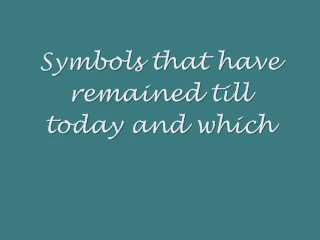 Symbols that have
remained till
today and which